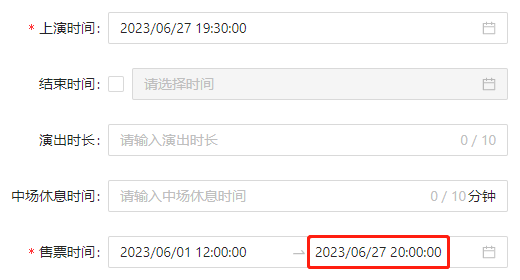 * 上演时间: 2023/06/27 19:30:00
结束时间: 请选择时间
演出时长: 请输入演出时长 0 / 10
中场休息时间: 请输入中场休息时间 0 / 10 分钟
* 售票时间: 2023/06/01 12:00:00 → 2023/06/27 20:00:00